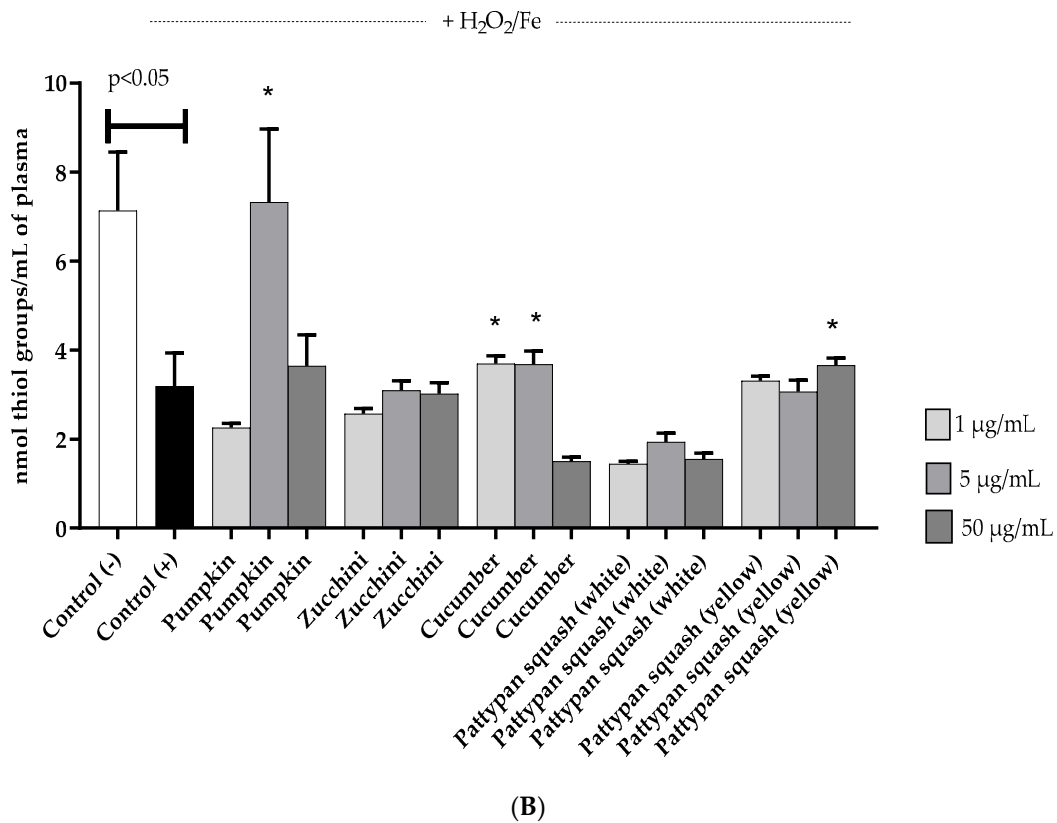 + H₂O₂/Fe
p<0.05
*
*
*
*
nmol thiol groups/mL of plasma
10
8
6
4
2
0
Control (-)
Control (+)
Pumpkin
Pumpkin
Pumpkin
Zucchini
Zucchini
Zucchini
Cucumber
Cucumber
Cucumber
Pattypan squash (white)
Pattypan squash (white)
Pattypan squash (white)
Pattypan squash (yellow)
Pattypan squash (yellow)
Pattypan squash (yellow)
1 µg/mL
5 µg/mL
50 µg/mL
(B)